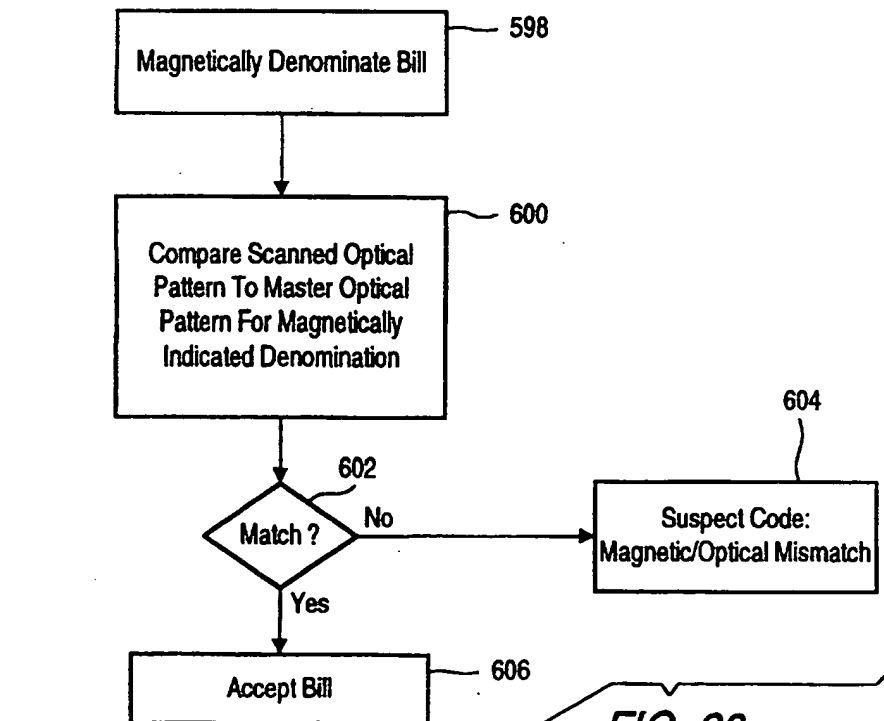 598
Magnetically Denominate Bill
600
Compare Scanned Optical
Pattern To Master Optical
Pattern For Magnetically
Indicated Denomination
604
602
Match ?
No
Suspect Code:
Magnetic/Optical Mismatch
Yes
606
Accept Bill